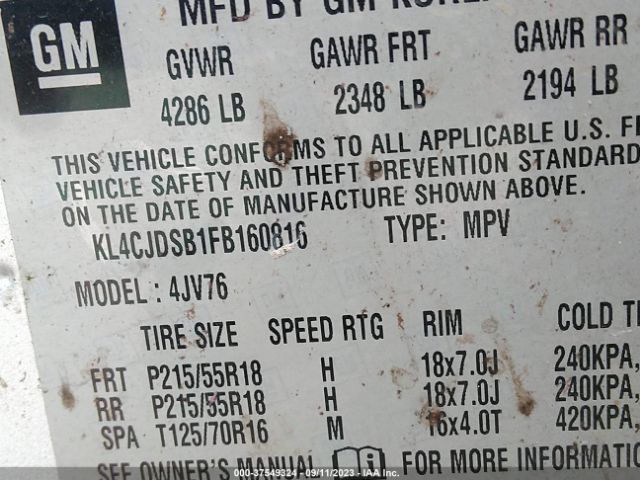 GM
MFD BY GM KOREA
GVWR GAWR FRT GAWR RR
4286 LB 2348 LB 2194 LB
THIS VEHICLE CONFORMS TO ALL APPLICABLE U.S. FE
VEHICLE SAFETY AND THEFT PREVENTION STANDARD
ON THE DATE OF MANUFACTURE SHOWN ABOVE.
KL4CJDSB1FB160816 TYPE: MPV
MODEL : 4JV76
TIRE SIZE SPEED RTG RIM COLD TI
FRT P215/55R18 H 18x7.0J 240KPA,
RR P215/55R18 H 18x7.0J 240KPA,
SPA T125/70R16 M 16x4.0T 420KPA,
SEE OWNER'S MANUAL FOR MORE INFORMATION
000-37549324 - 09/11/2023 - IAA Inc.